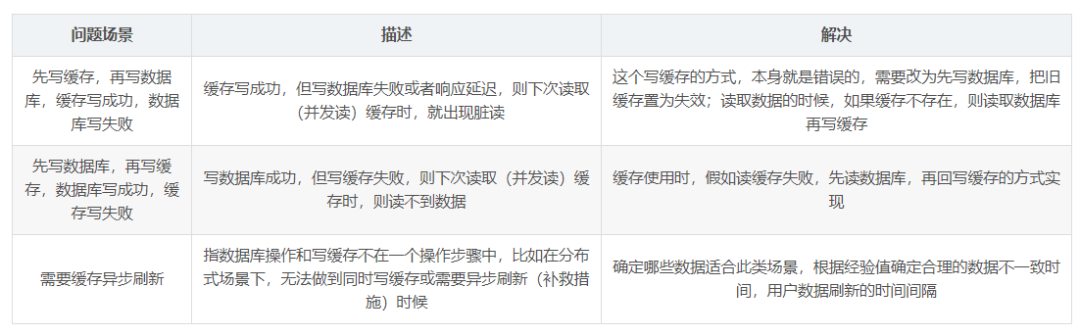 问题场景
描述
解决
先写缓存，再写数据
库，缓存写成功，数据
库写失败
缓存写成功，但写数据库失败或者响应延迟，则下次读取
（并发读）缓存时，就出现脏读
这个写缓存的方式，本身就是错误的，需要改为先写数据库，把旧
缓存置为失效；读取数据的时候，如果缓存不存在，则读取数据库
再写缓存
先写数据库，再写缓
存，数据库写成功，缓
存写失败
写数据库成功，但写缓存失败，则下次读取（并发读）缓
存时，则读不到数据
缓存使用时，假如读缓存失败，先读数据库，再回写缓存的方式实
现
需要缓存异步刷新
指数据库操作和写缓存不在一个操作步骤中，比如在分布
式场景下，无法做到同时写缓存或需要异步刷新（补救措
施）时候
确定哪些数据适合此类场景，根据经验值确定合理的数据不一致时
间，用户数据刷新的时间间隔